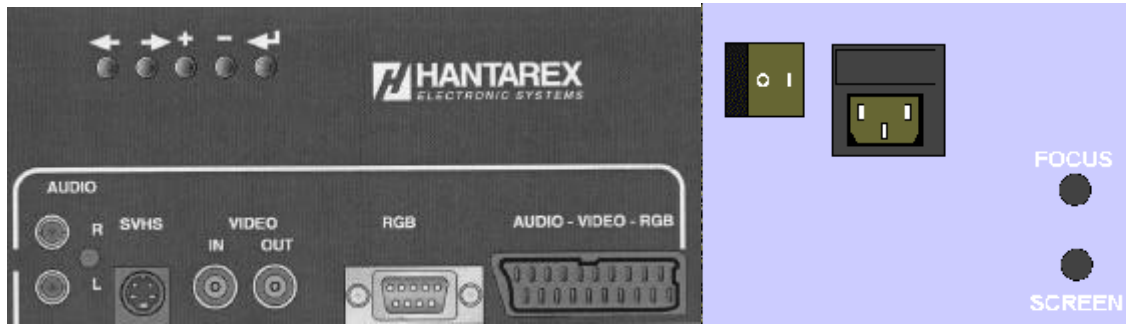 + -
HANTAREX
ELECTRONIC SYSTEMS
O I
FOCUS
AUDIO
R SVHS VIDEO RGB AUDIO - VIDEO - RGB
IN OUT
L
SCREEN